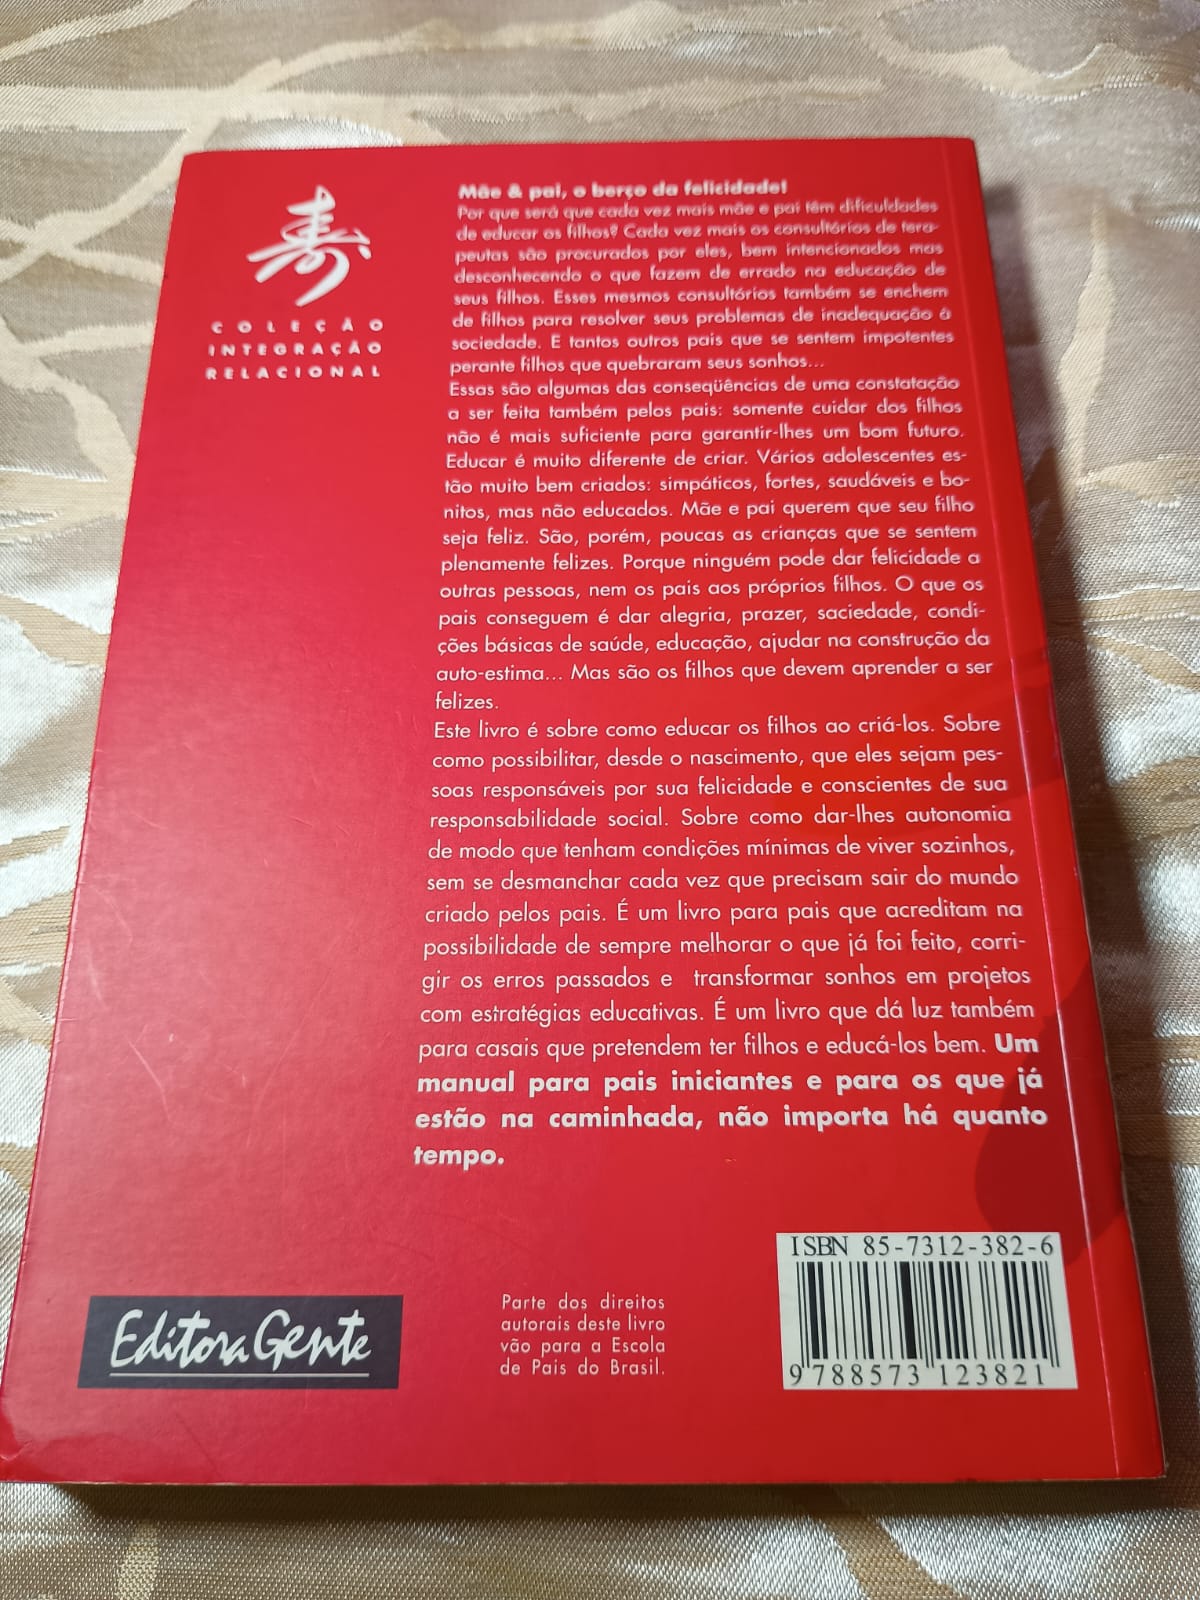 寿
COLEÇÃO
INTEGRAÇÃO
RELACIONAL
Mãe & pai, o berço da felicidade!
Por que será que cada vez mais mãe e pai têm dificuldades
de educar os filhos? Cada vez mais os consultórios de tera-
peutas são procurados por eles, bem intencionados mas
desconhecendo o que fazem de errado na educação de
seus filhos. Esses mesmos consultórios também se enchem
de filhos para resolver seus problemas de inadequação à
sociedade. E tantos outros pais que se sentem impotentes
perante filhos que quebraram seus sonhos...
Essas são algumas das conseqüências de uma constatação
a ser feita também pelos pais: somente cuidar dos filhos
não é mais suficiente para garantir-lhes um bom futuro.
Educar é muito diferente de criar. Vários adolescentes es-
tão muito bem criados: simpáticos, fortes, saudáveis e bo-
nitos, mas não educados. Mãe e pai querem que seu filho
seja feliz. São, porém, poucas as crianças que se sentem
plenamente felizes. Porque ninguém pode dar felicidade a
outras pessoas, nem os pais aos próprios filhos. O que os
pais conseguem é dar alegria, prazer, saciedade, condi-
ções básicas de saúde, educação, ajudar na construção da
auto-estima... Mas são os filhos que devem aprender a ser
felizes.
Este livro é sobre como educar os filhos ao criá-los. Sobre
como possibilitar, desde o nascimento, que eles sejam pes-
soas responsáveis por sua felicidade e conscientes de sua
responsabilidade social. Sobre como dar-lhes autonomia
de modo que tenham condições mínimas de viver sozinhos,
sem se desmanchar cada vez que precisam sair do mundo
criado pelos pais. É um livro para pais que acreditam na
possibilidade de sempre melhorar o que já foi feito, corri-
gir os erros passados e transformar sonhos em projetos
com estratégias educativas. É um livro que dá luz também
para casais que pretendem ter filhos e educá-los bem. Um
manual para pais iniciantes e para os que já
estão na caminhada, não importa há quanto
tempo.
Editora Gente
Parte dos direitos
autorais deste livro
vão para a Escola
de Pais do Brasil.
ISBN 85-7312-382-6
9 788573 123821